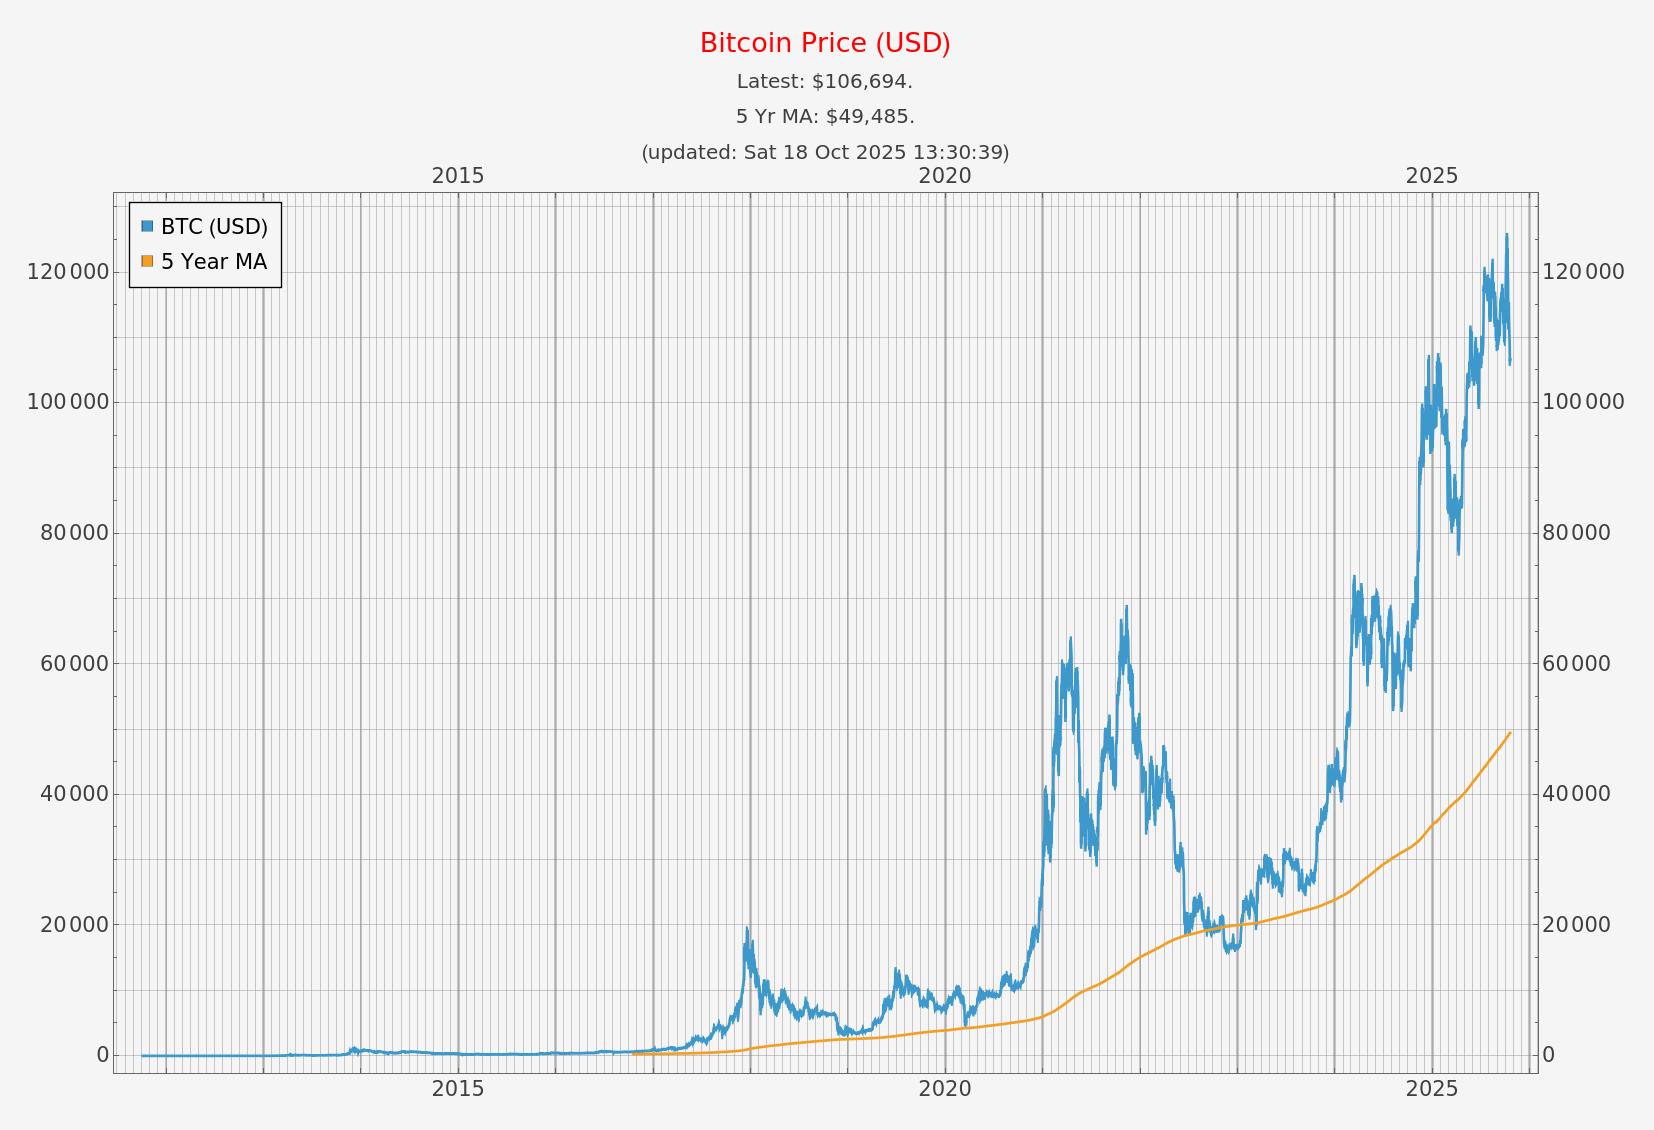 Bitcoin Price (USD)
Latest: $106,694.
5 Yr MA: $49,485.
(updated: Sat 18 Oct 2025 13:30:39)
2015 2020 2025
BTC (USD)
5 Year MA
120 000 120 000
100 000 100 000
80 000 80 000
60 000 60 000
40 000 40 000
20 000 20 000
0 0
2015 2020 2025